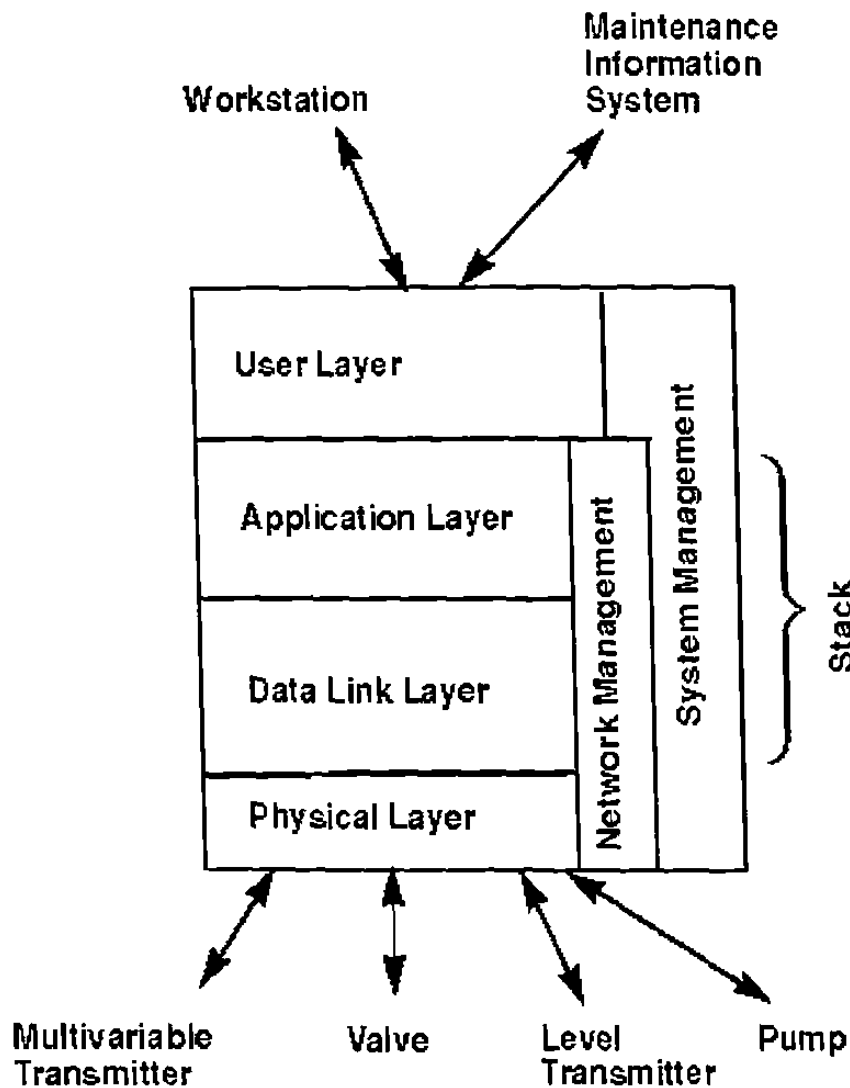 Maintenance
Information
System
Workstation
User Layer
Application Layer
Data Link Layer
Physical Layer
Network Management
System Management
Stack
Multivariable
Transmitter
Valve
Level
Transmitter
Pump